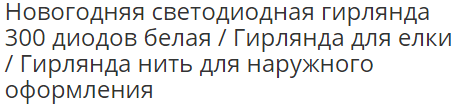 Новогодняя светодиодная гирлянда
300 диодов белая / Гирлянда для елки
/ Гирлянда нить для наружного
оформления